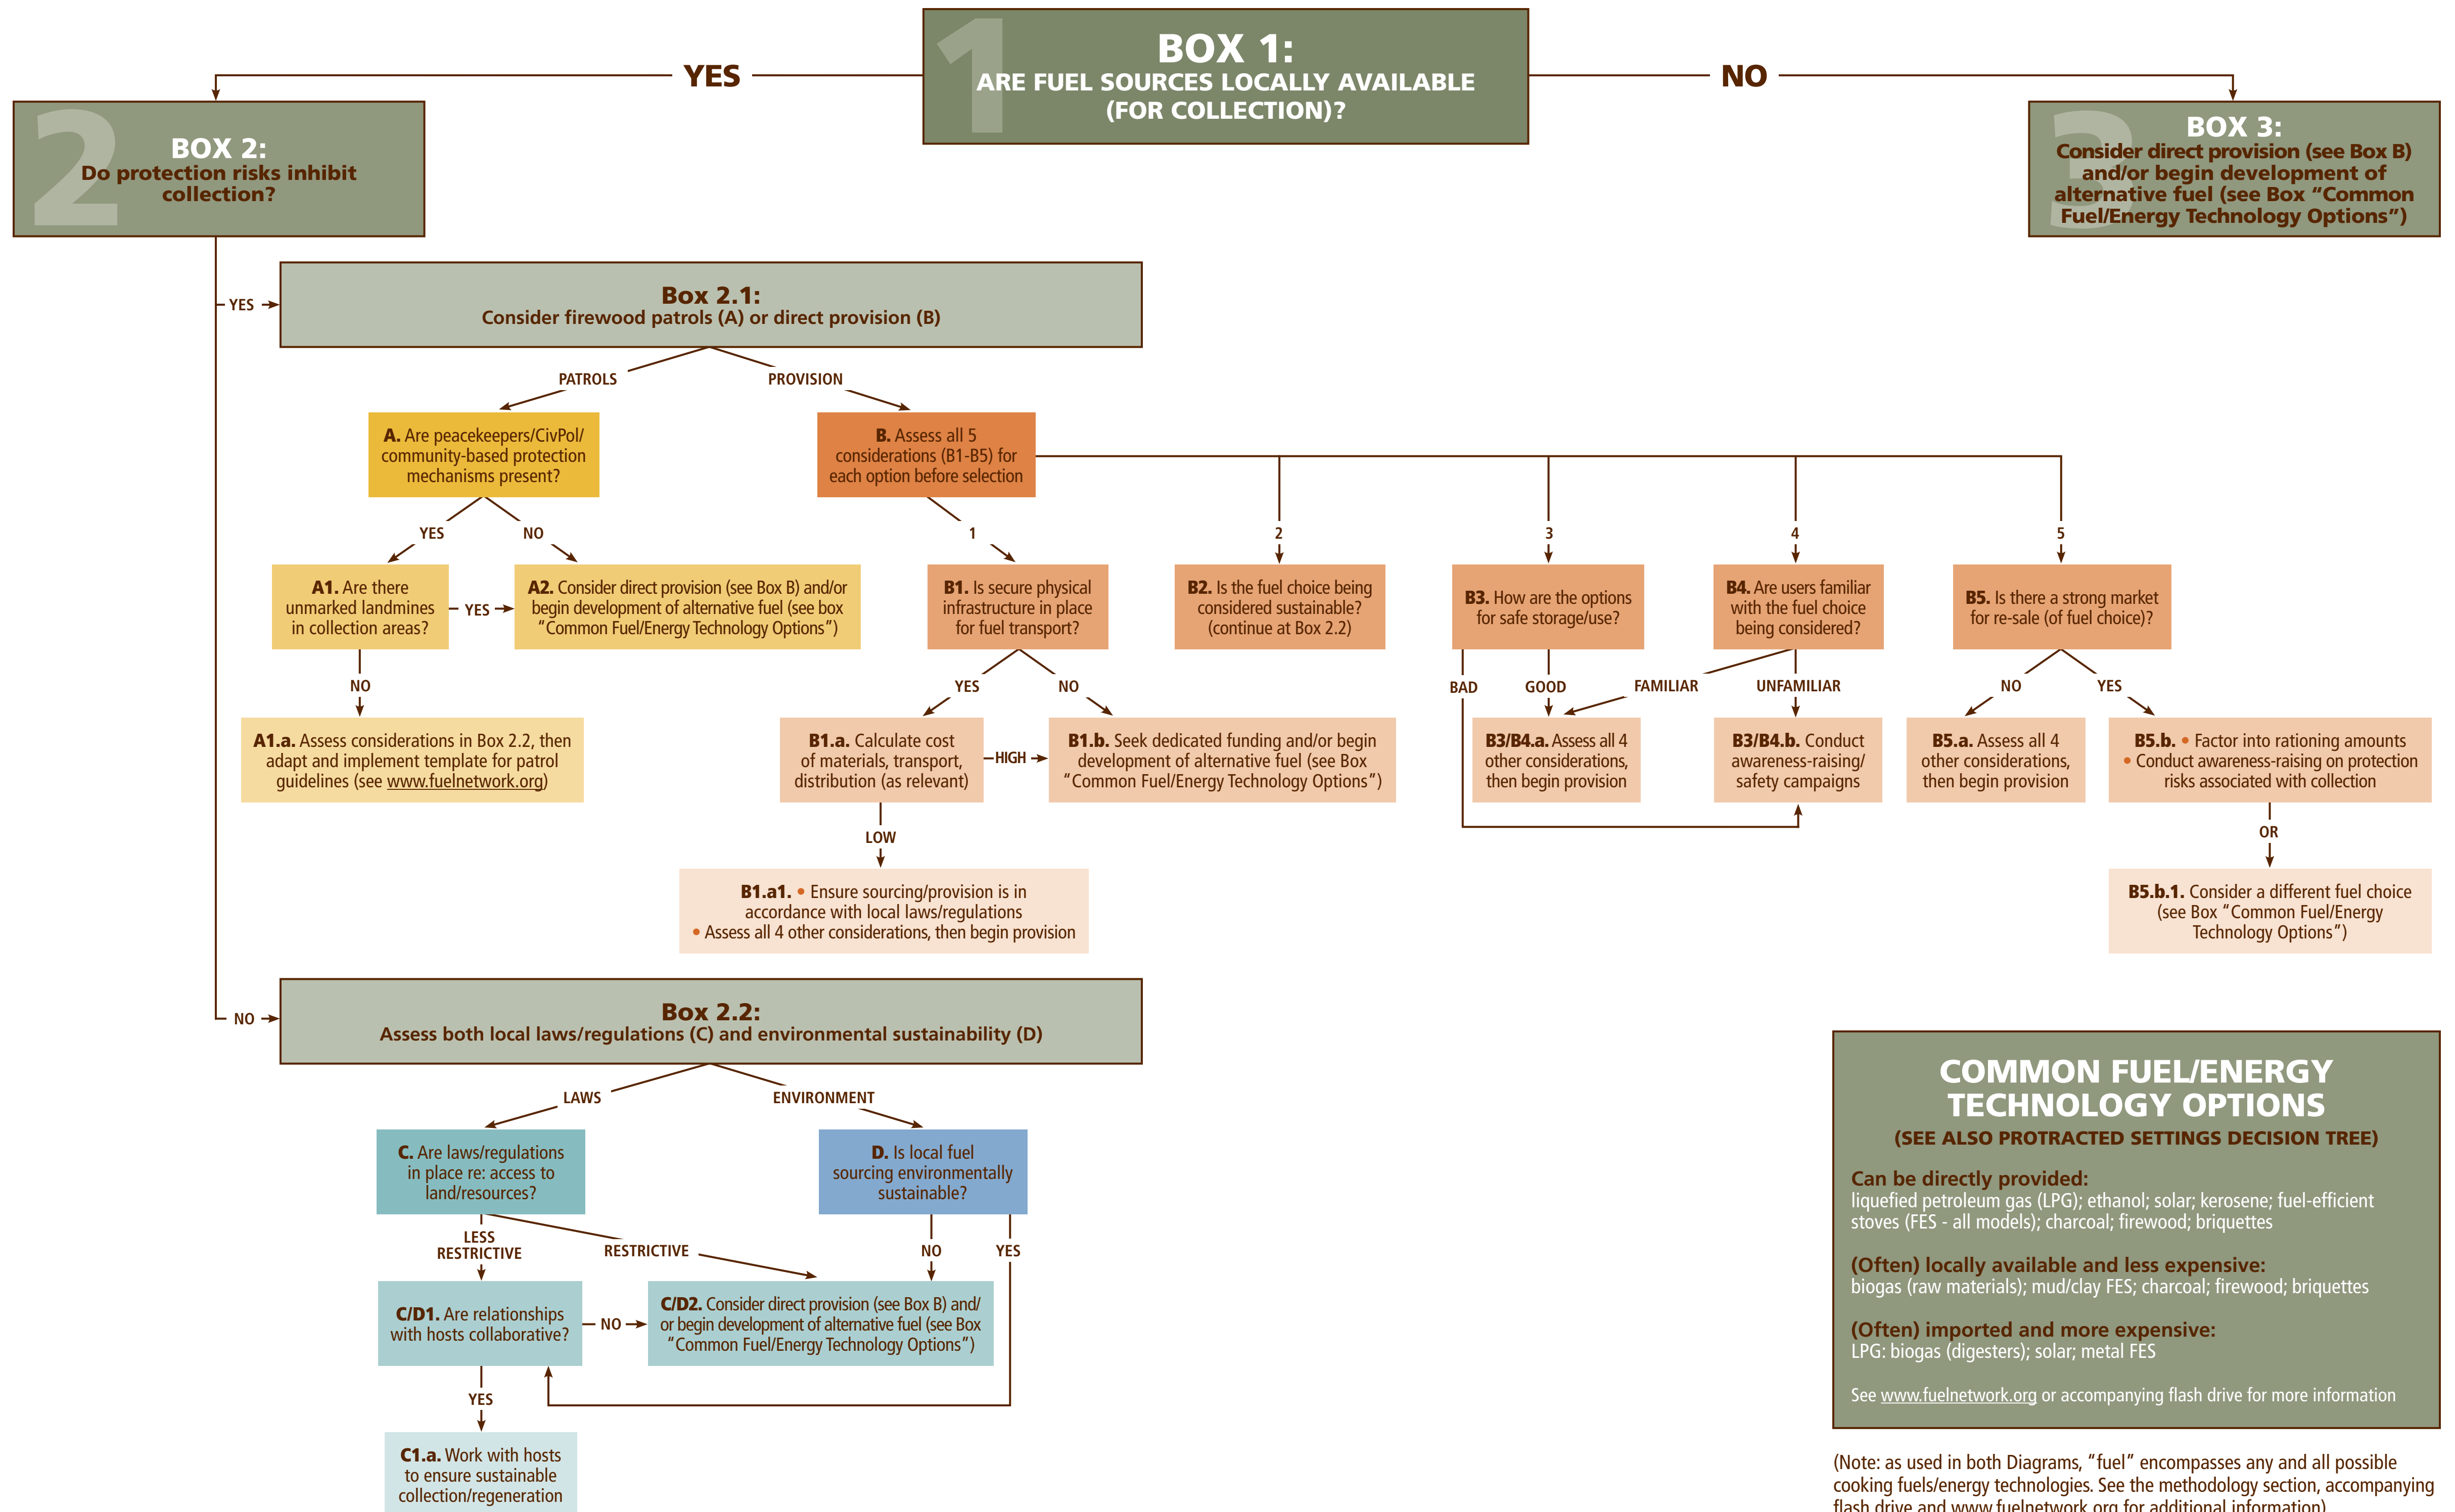 1
BOX 1:
ARE FUEL SOURCES LOCALLY AVAILABLE
(FOR COLLECTION)?
YES
NO
2
BOX 2:
Do protection risks inhibit
collection?
3
BOX 3:
Consider direct provision (see Box B)
and/or begin development of
alternative fuel (see Box “Common
Fuel/Energy Technology Options”)
YES
Box 2.1:
Consider firewood patrols (A) or direct provision (B)
PATROLS
PROVISION
A. Are peacekeepers/CivPol/
community-based protection
mechanisms present?
B. Assess all 5
considerations (B1-B5) for
each option before selection
YES
NO
1
2
3
4
5
A1. Are there
unmarked landmines
in collection areas?
YES
A2. Consider direct provision (see Box B) and/or
begin development of alternative fuel (see box
“Common Fuel/Energy Technology Options”)
B1. Is secure physical
infrastructure in place
for fuel transport?
B2. Is the fuel choice being
considered sustainable?
(continue at Box 2.2)
B3. How are the options
for safe storage/use?
B4. Are users familiar
with the fuel choice
being considered?
B5. Is there a strong market
for re-sale (of fuel choice)?
NO
YES
NO
BAD
GOOD
FAMILIAR
UNFAMILIAR
NO
YES
A1.a. Assess considerations in Box 2.2, then
adapt and implement template for patrol
guidelines (see www.fuelnetwork.org)
B1.a. Calculate cost
of materials, transport,
distribution (as relevant)
HIGH
B1.b. Seek dedicated funding and/or begin
development of alternative fuel (see Box
“Common Fuel/Energy Technology Options”)
B3/B4.a. Assess all 4
other considerations,
then begin provision
B3/B4.b. Conduct
awareness-raising/
safety campaigns
B5.a. Assess all 4
other considerations,
then begin provision
B5.b. • Factor into rationing amounts
• Conduct awareness-raising on protection
risks associated with collection
LOW
OR
B1.a1. • Ensure sourcing/provision is in
accordance with local laws/regulations
• Assess all 4 other considerations, then begin provision
B5.b.1. Consider a different fuel choice
(see Box “Common Fuel/Energy
Technology Options”)
NO
Box 2.2:
Assess both local laws/regulations (C) and environmental sustainability (D)
LAWS
ENVIRONMENT
C. Are laws/regulations
in place re: access to
land/resources?
D. Is local fuel
sourcing environmentally
sustainable?
LESS
RESTRICTIVE
RESTRICTIVE
NO
YES
C/D1. Are relationships
with hosts collaborative?
NO
C/D2. Consider direct provision (see Box B) and/
or begin development of alternative fuel (see Box
“Common Fuel/Energy Technology Options”)
YES
C1.a. Work with hosts
to ensure sustainable
collection/regeneration
COMMON FUEL/ENERGY
TECHNOLOGY OPTIONS
(SEE ALSO PROTRACTED SETTINGS DECISION TREE)
Can be directly provided:
liquefied petroleum gas (LPG); ethanol; solar; kerosene; fuel-efficient
stoves (FES - all models); charcoal; firewood; briquettes
(Often) locally available and less expensive:
biogas (raw materials); mud/clay FES; charcoal; firewood; briquettes
(Often) imported and more expensive:
LPG: biogas (digesters); solar; metal FES
See www.fuelnetwork.org or accompanying flash drive for more information
(Note: as used in both Diagrams, “fuel” encompasses any and all possible
cooking fuels/energy technologies. See the methodology section, accompanying
flash drive and www.fuelnetwork.org for additional information)